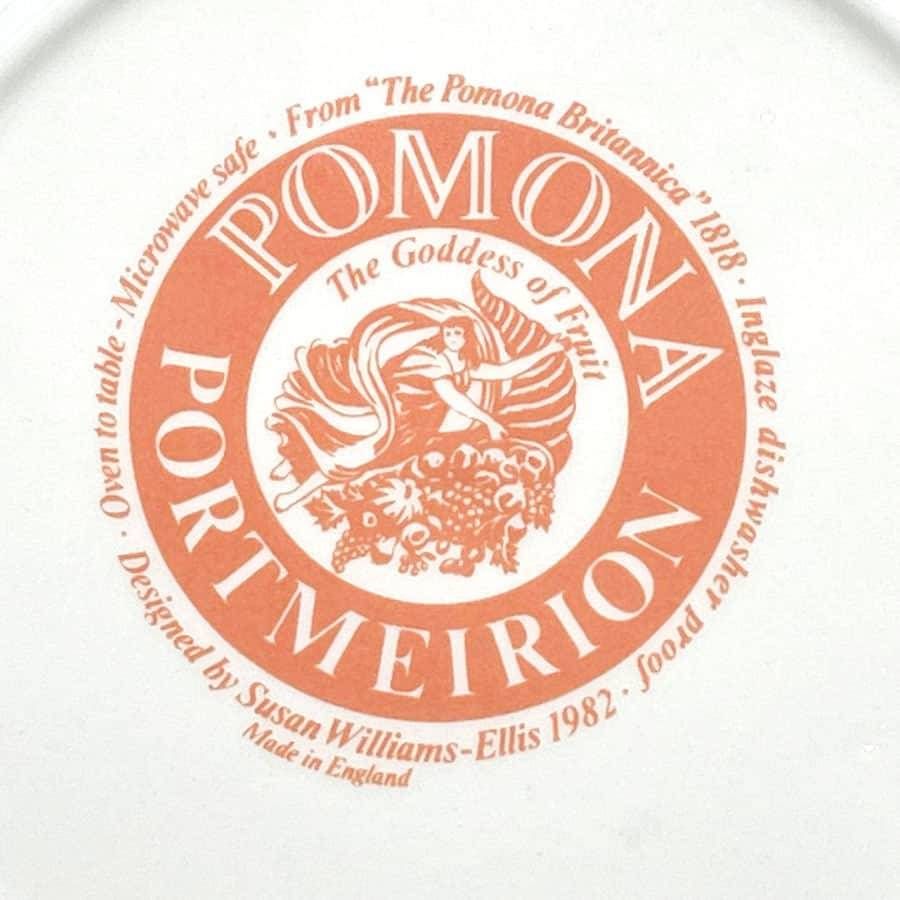 POMONA
PORTMEIRION
The Goddess of Fruit
From "The Pomona Britannica" 1818 · Inglaze dishwasher proof ·
Designed by Susan Williams-Ellis 1982 ·
Oven to table - Microwave safe ·
Made in England